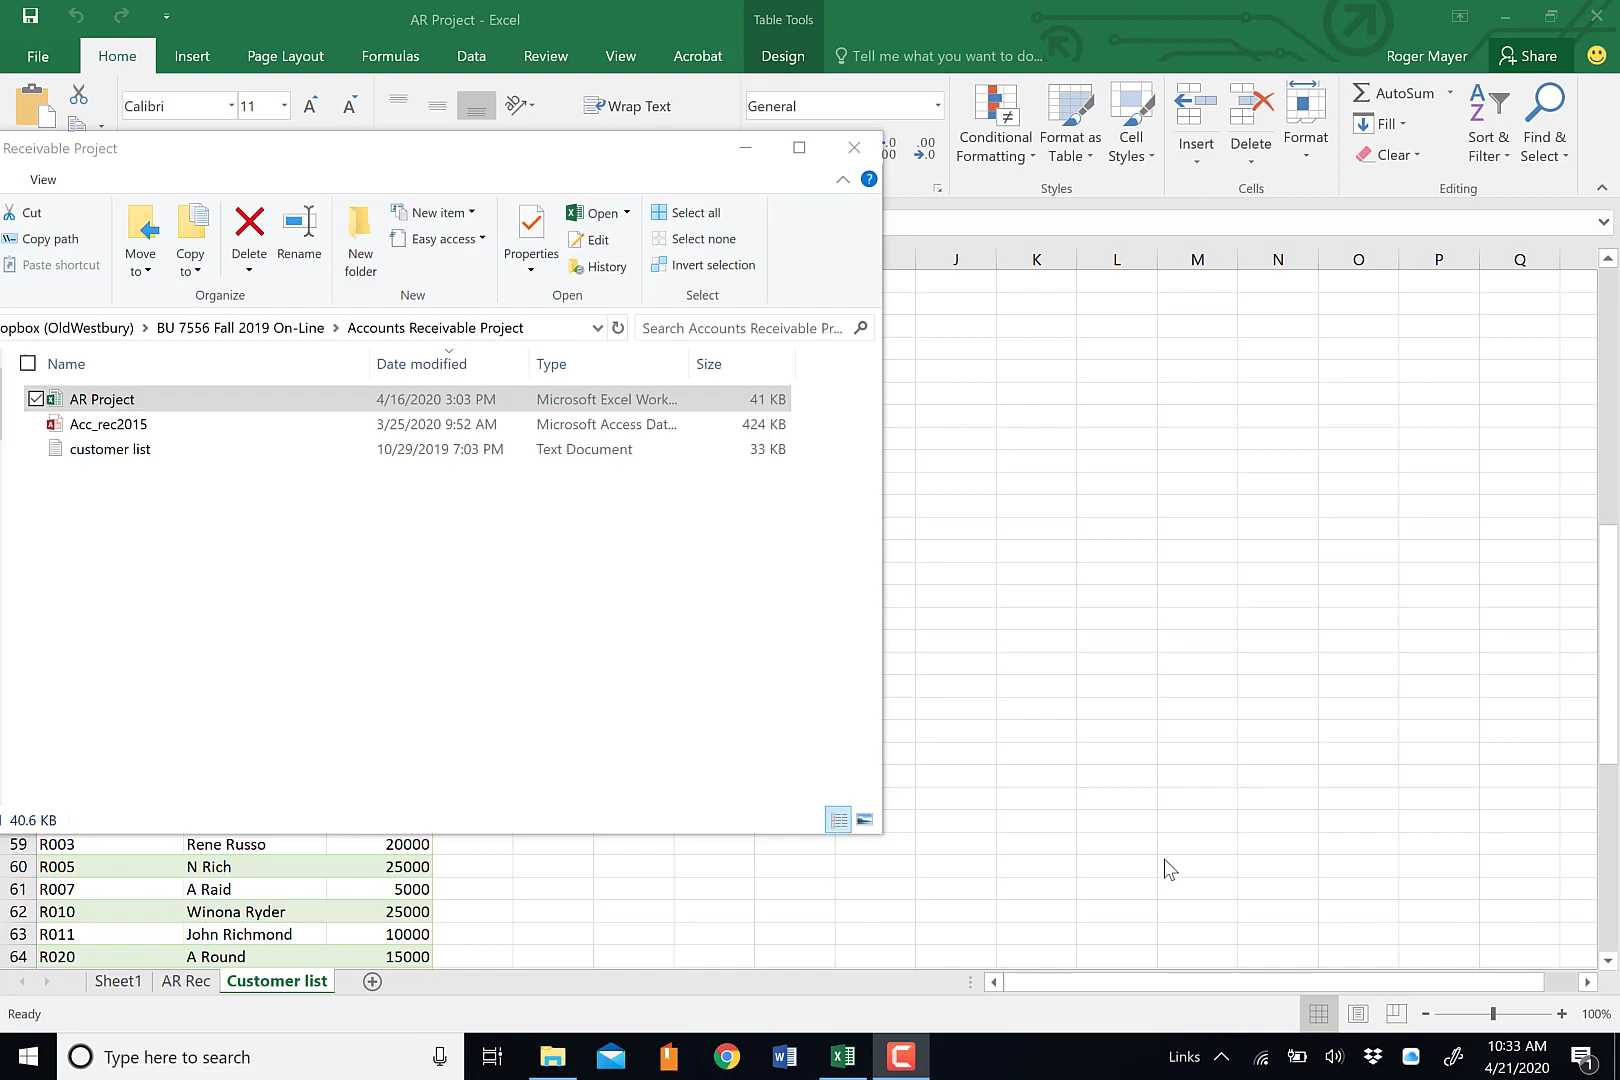 AR Project - Excel
Table Tools
File Home Insert Page Layout Formulas Data Review View Acrobat Design Tell me what you want to do... Roger Mayer Share
Calibri 11 A A Wrap Text General
Conditional Formatting Format as Table Cell Styles Insert Delete Format AutoSum Fill Clear Sort & Filter Find & Select
Styles Cells Editing
Receivable Project
View
Cut
Copy path
Paste shortcut
Move to
Copy to
Delete
Rename
Organize
New folder
New item
Easy access
New
Properties
Open
Edit
History
Open
Select all
Select none
Invert selection
Select
opbox (OldWestbury) > BU 7556 Fall 2019 On-Line > Accounts Receivable Project
Search Accounts Receivable Pr...
Name Date modified Type Size
AR Project 4/16/2020 3:03 PM Microsoft Excel Work... 41 KB
Acc_rec2015 3/25/2020 9:52 AM Microsoft Access Dat... 424 KB
customer list 10/29/2019 7:03 PM Text Document 33 KB
40.6 KB
J K L M N O P Q
59 R003 Rene Russo 20000
60 R005 N Rich 25000
61 R007 A Raid 5000
62 R010 Winona Ryder 25000
63 R011 John Richmond 10000
64 R020 A Round 15000
Sheet1 AR Rec Customer list
Ready 100%
Type here to search
Links
10:33 AM
4/21/2020
1